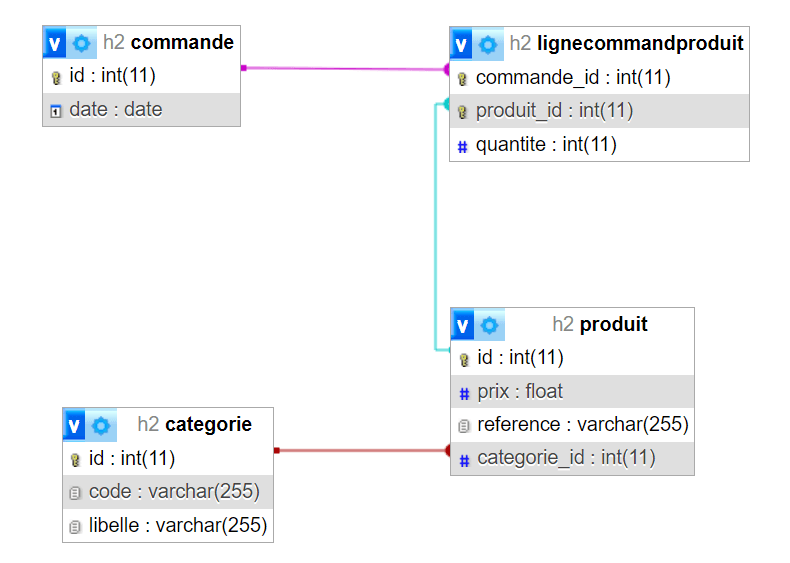 v h2 commande
id : int(11)
date : date
v h2 lignecommandproduit
commande_id : int(11)
produit_id : int(11)
# quantite : int(11)
v h2 produit
id : int(11)
# prix : float
reference : varchar(255)
# categorie_id : int(11)
v h2 categorie
id : int(11)
code : varchar(255)
libelle : varchar(255)